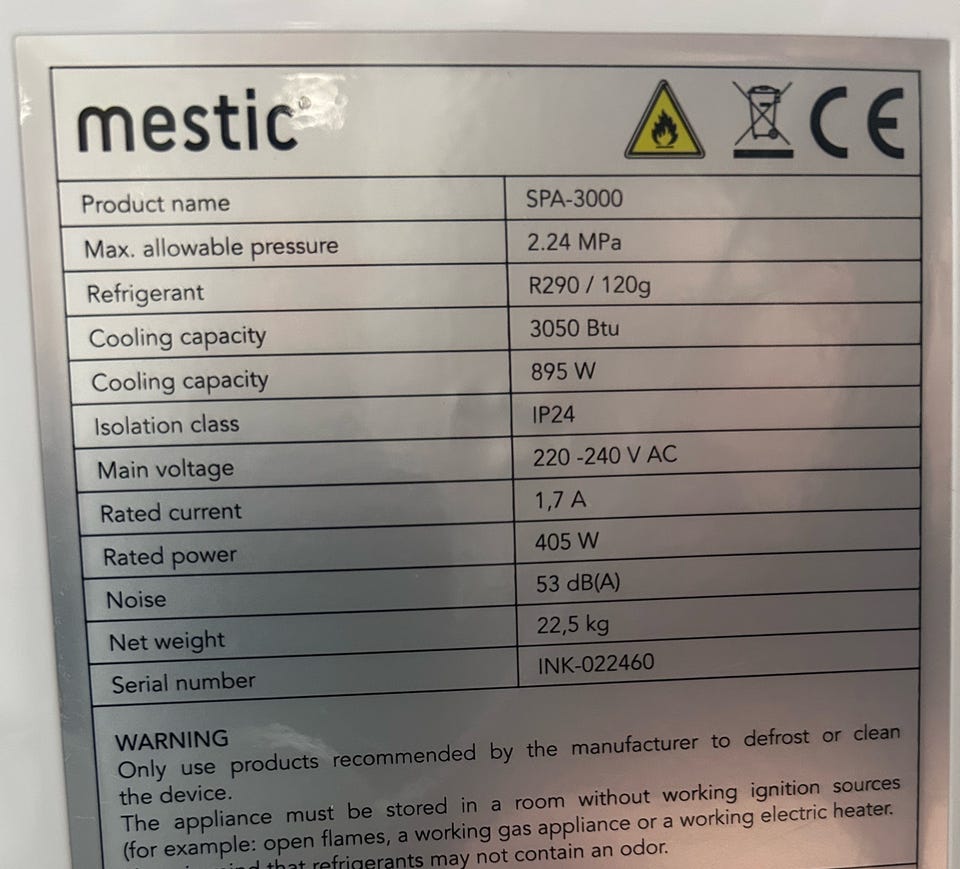 mestic®
CE
Product name SPA-3000
Max. allowable pressure 2.24 MPa
Refrigerant R290 / 120g
Cooling capacity 3050 Btu
Cooling capacity 895 W
Isolation class IP24
Main voltage 220 -240 V AC
Rated current 1,7 A
Rated power 405 W
Noise 53 dB(A)
Net weight 22,5 kg
Serial number INK-022460
WARNING
Only use products recommended by the manufacturer to defrost or clean
the device.
The appliance must be stored in a room without working ignition sources
(for example: open flames, a working gas appliance or a working electric heater.
that refrigerants may not contain an odor.